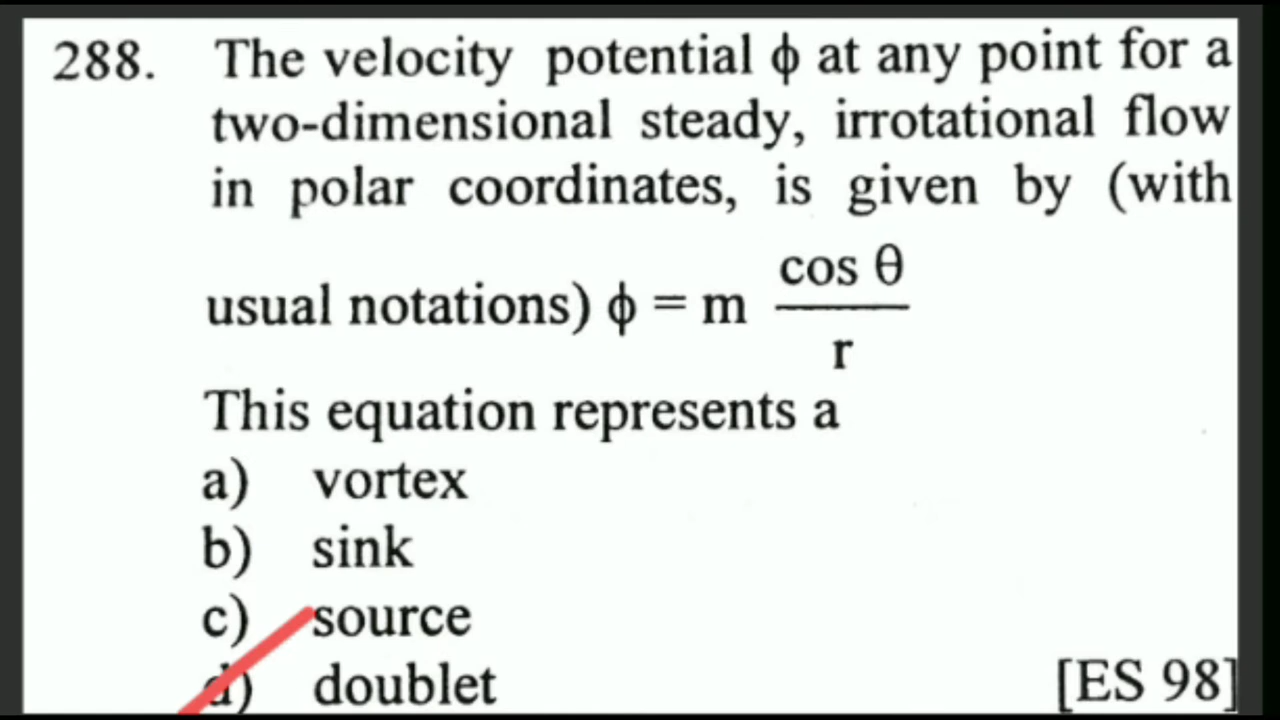 288. The velocity potential ϕ at any point for a
two-dimensional steady, irrotational flow
in polar coordinates, is given by (with
usual notations) ϕ = m cos θ / r
This equation represents a
a) vortex
b) sink
c) source
d) doublet [ES 98]